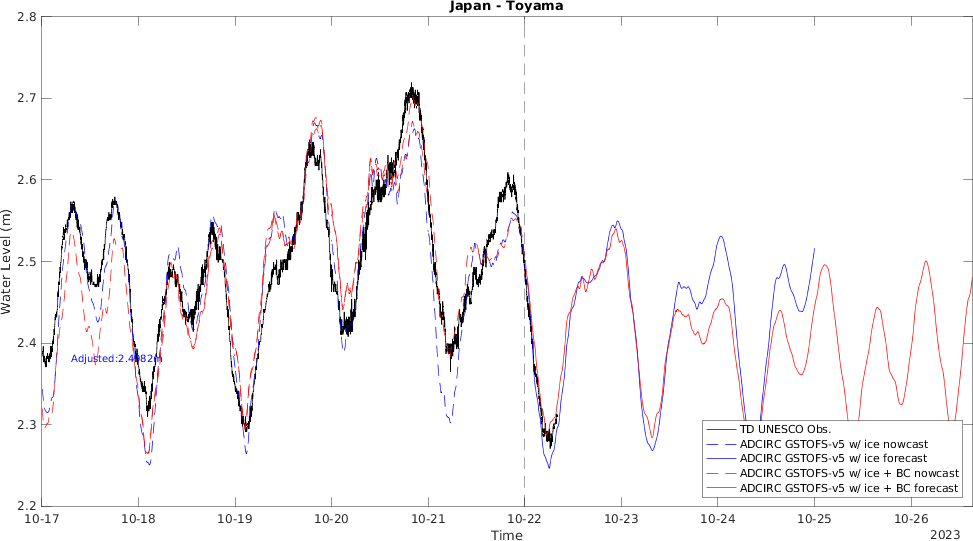 Japan - Toyama
2.8
2.7
2.6
2.5
2.4
2.3
2.2
Water Level (m)
TD UNESCO Obs.
ADCIRC GSTOFS-v5 w/ ice nowcast
ADCIRC GSTOFS-v5 w/ ice forecast
ADCIRC GSTOFS-v5 w/ ice + BC nowcast
ADCIRC GSTOFS-v5 w/ ice + BC forecast
10-17 10-18 10-19 10-20 10-21 10-22 10-23 10-24 10-25 10-26
Time
2023